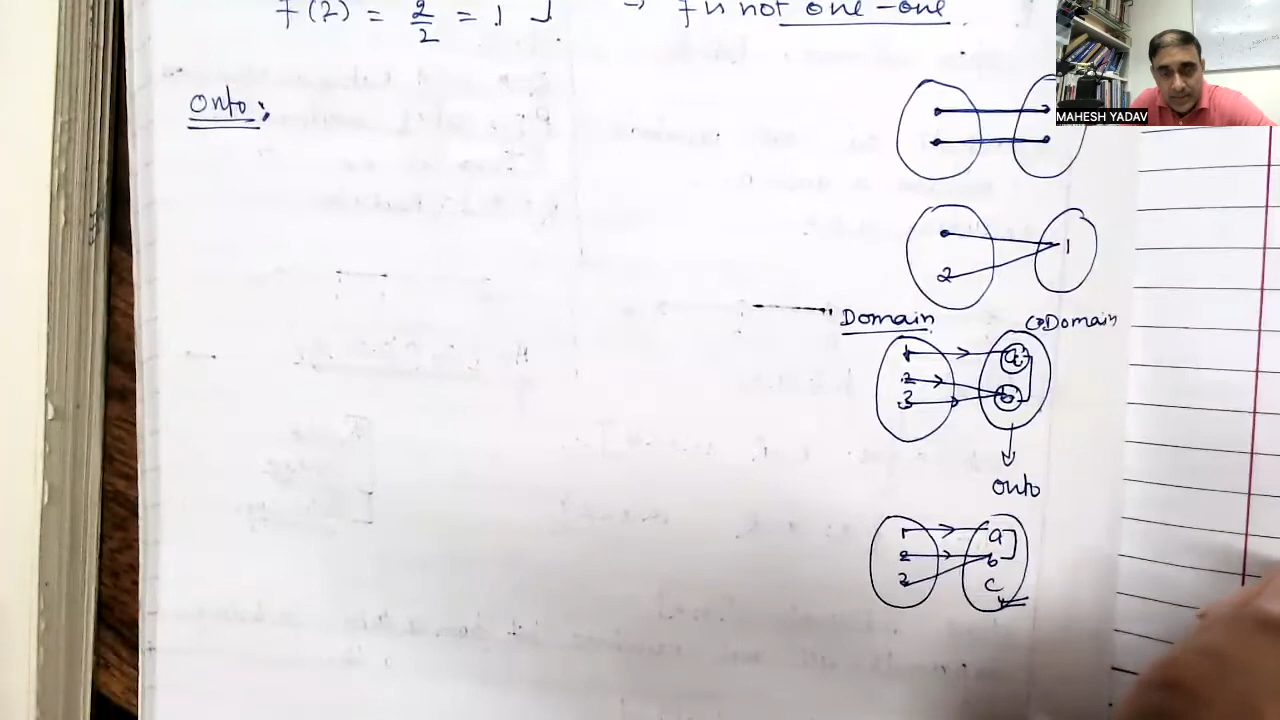 f(2) = 2/2 = 1 ⇒ f is not one-one.
MAHESH YADAV
Onto:
2 1
Domain CoDomain
1 a
2
3 b
onto
1 a
2 b
3 c